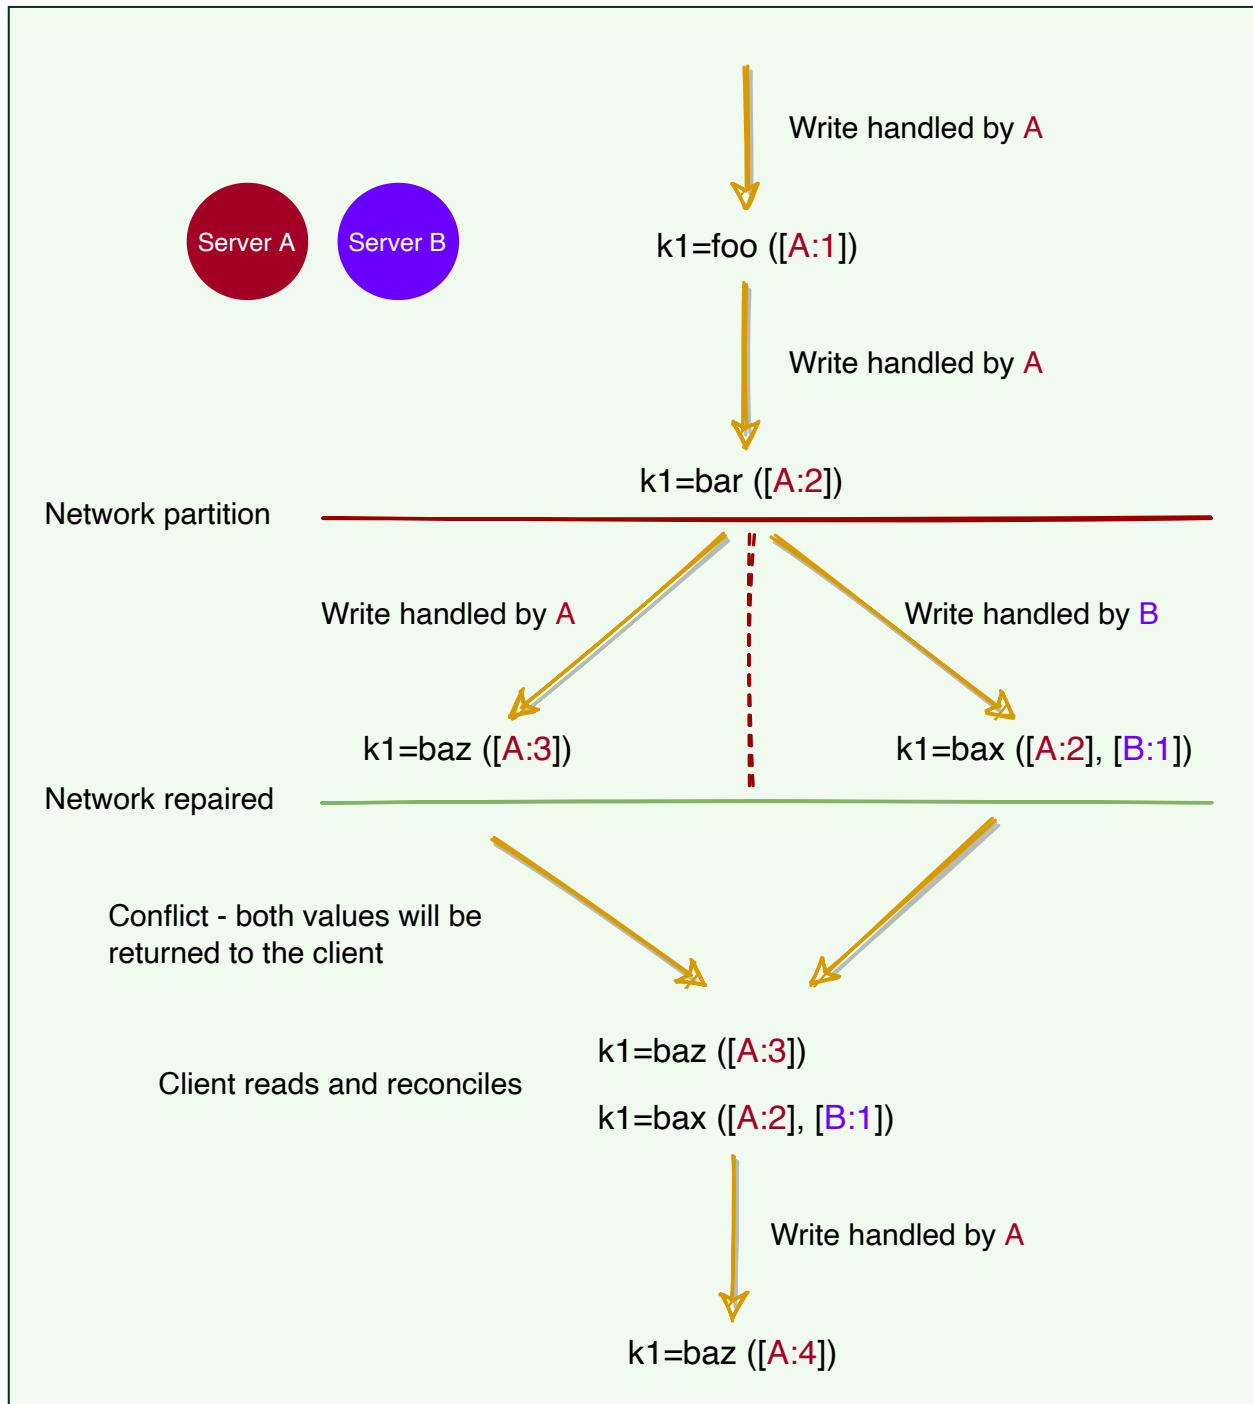 Write handled by A
Server A
Server B
k1=foo ([A:1])
Write handled by A
k1=bar ([A:2])
Network partition
Write handled by A
Write handled by B
k1=baz ([A:3])
k1=bax ([A:2], [B:1])
Network repaired
Conflict - both values will be
returned to the client
k1=baz ([A:3])
Client reads and reconciles
k1=bax ([A:2], [B:1])
Write handled by A
k1=baz ([A:4])